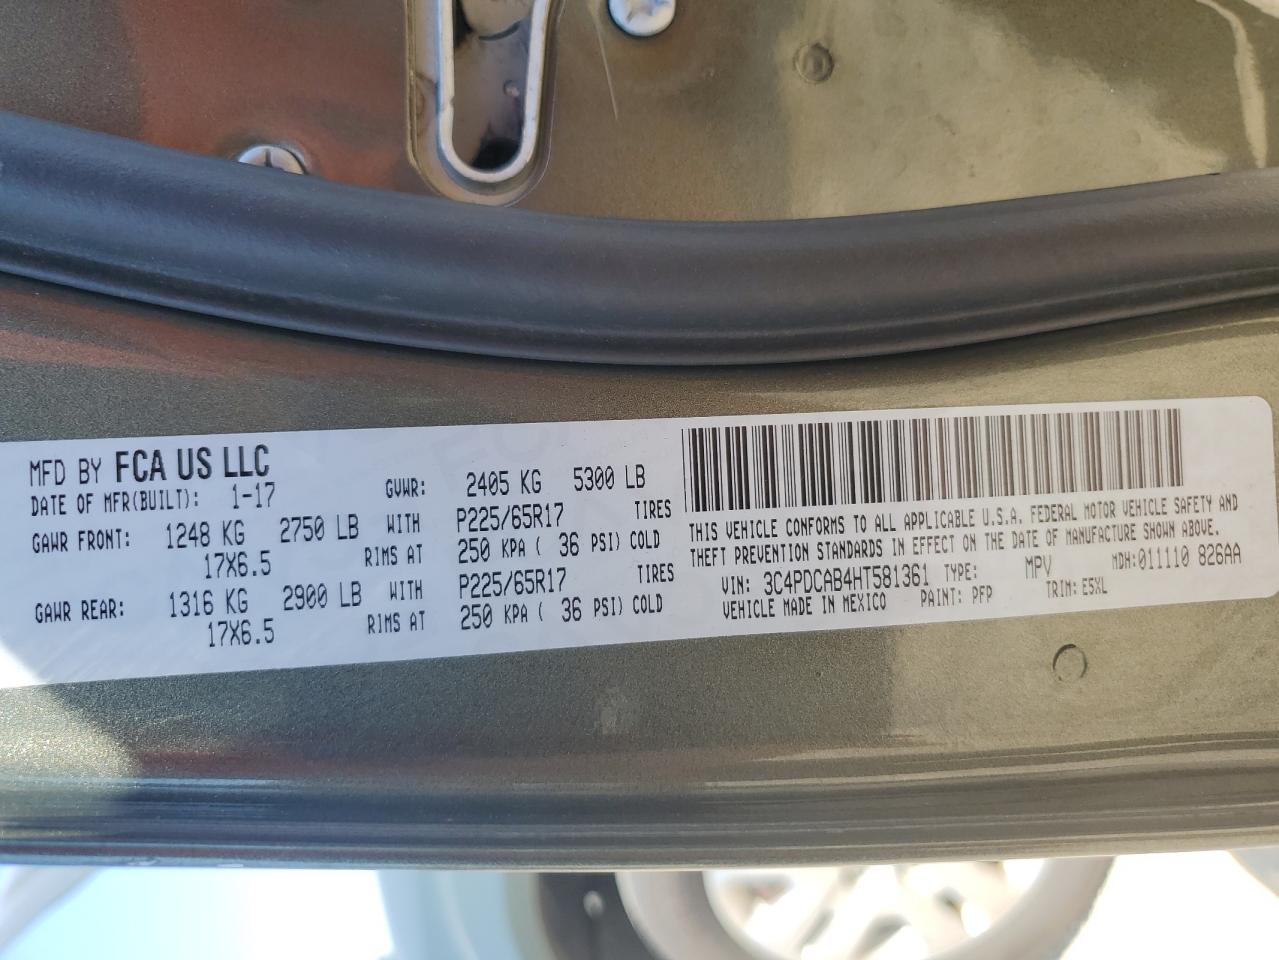 MFD BY FCA US LLC
DATE OF MFR(BUILT): 1-17 GVWR: 2405 KG 5300 LB
GAWR FRONT: 1248 KG 2750 LB WITH P225/65R17 TIRES
17X6.5 RIMS AT 250 KPA ( 36 PSI) COLD
GAWR REAR: 1316 KG 2900 LB WITH P225/65R17 TIRES
17X6.5 RIMS AT 250 KPA ( 36 PSI) COLD
THIS VEHICLE CONFORMS TO ALL APPLICABLE U.S.A. FEDERAL MOTOR VEHICLE SAFETY AND
THEFT PREVENTION STANDARDS IN EFFECT ON THE DATE OF MANUFACTURE SHOWN ABOVE.
VIN: 3C4PDCAB4HT581361 TYPE: MPV MDH:011110 826AA
VEHICLE MADE IN MEXICO PAINT: PFP TRIM: E5XL